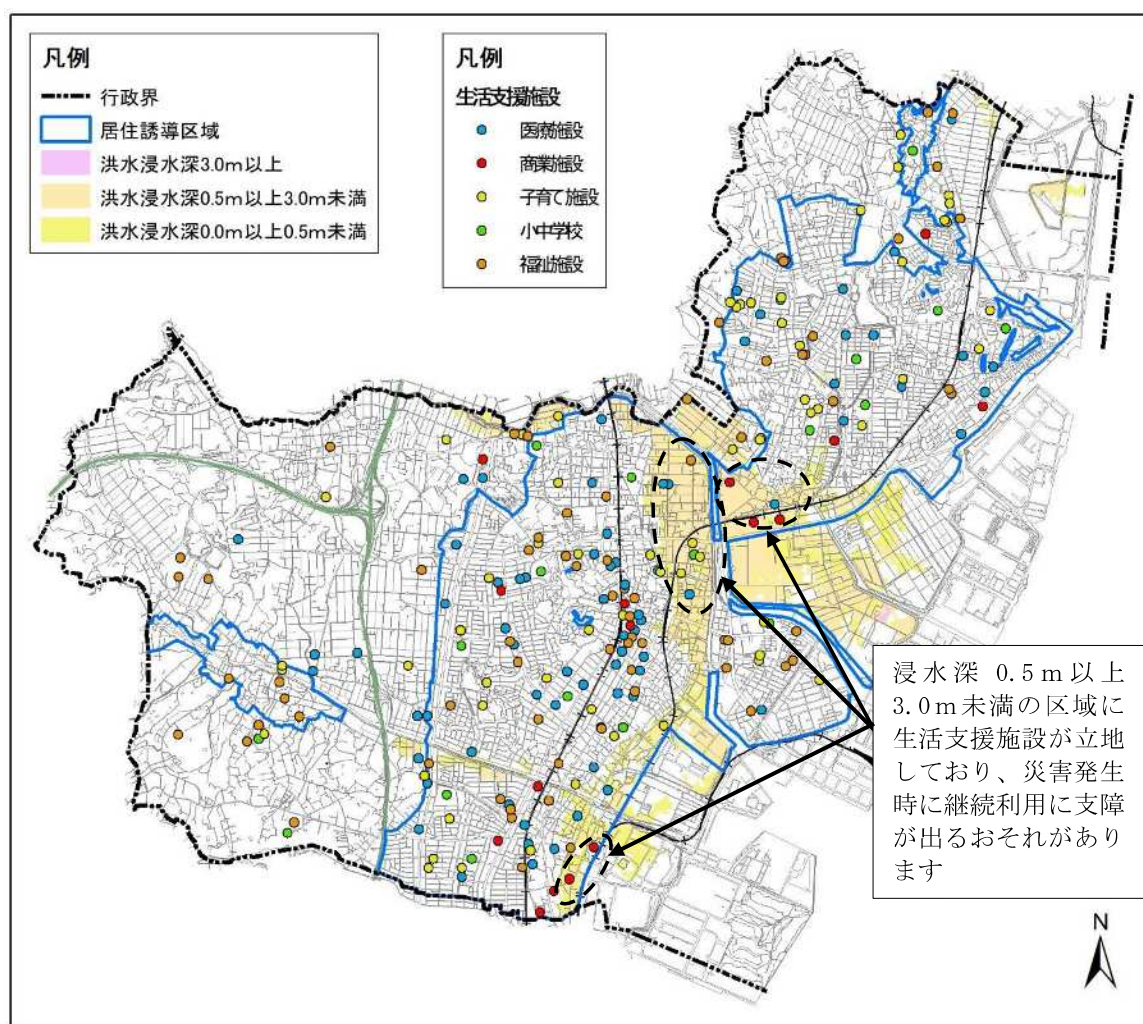 凡例
行政界
居住誘導区域
洪水浸水深3.0m以上
洪水浸水深0.5m以上3.0m未満
洪水浸水深0.0m以上0.5m未満
凡例
生活支援施設
医療施設
商業施設
子育て施設
小中学校
福祉施設
浸水深 0.5m以上
3.0m未満の区域に
生活支援施設が立地
しており、災害発生
時に継続利用に支障
が出るおそれがあり
ます
N